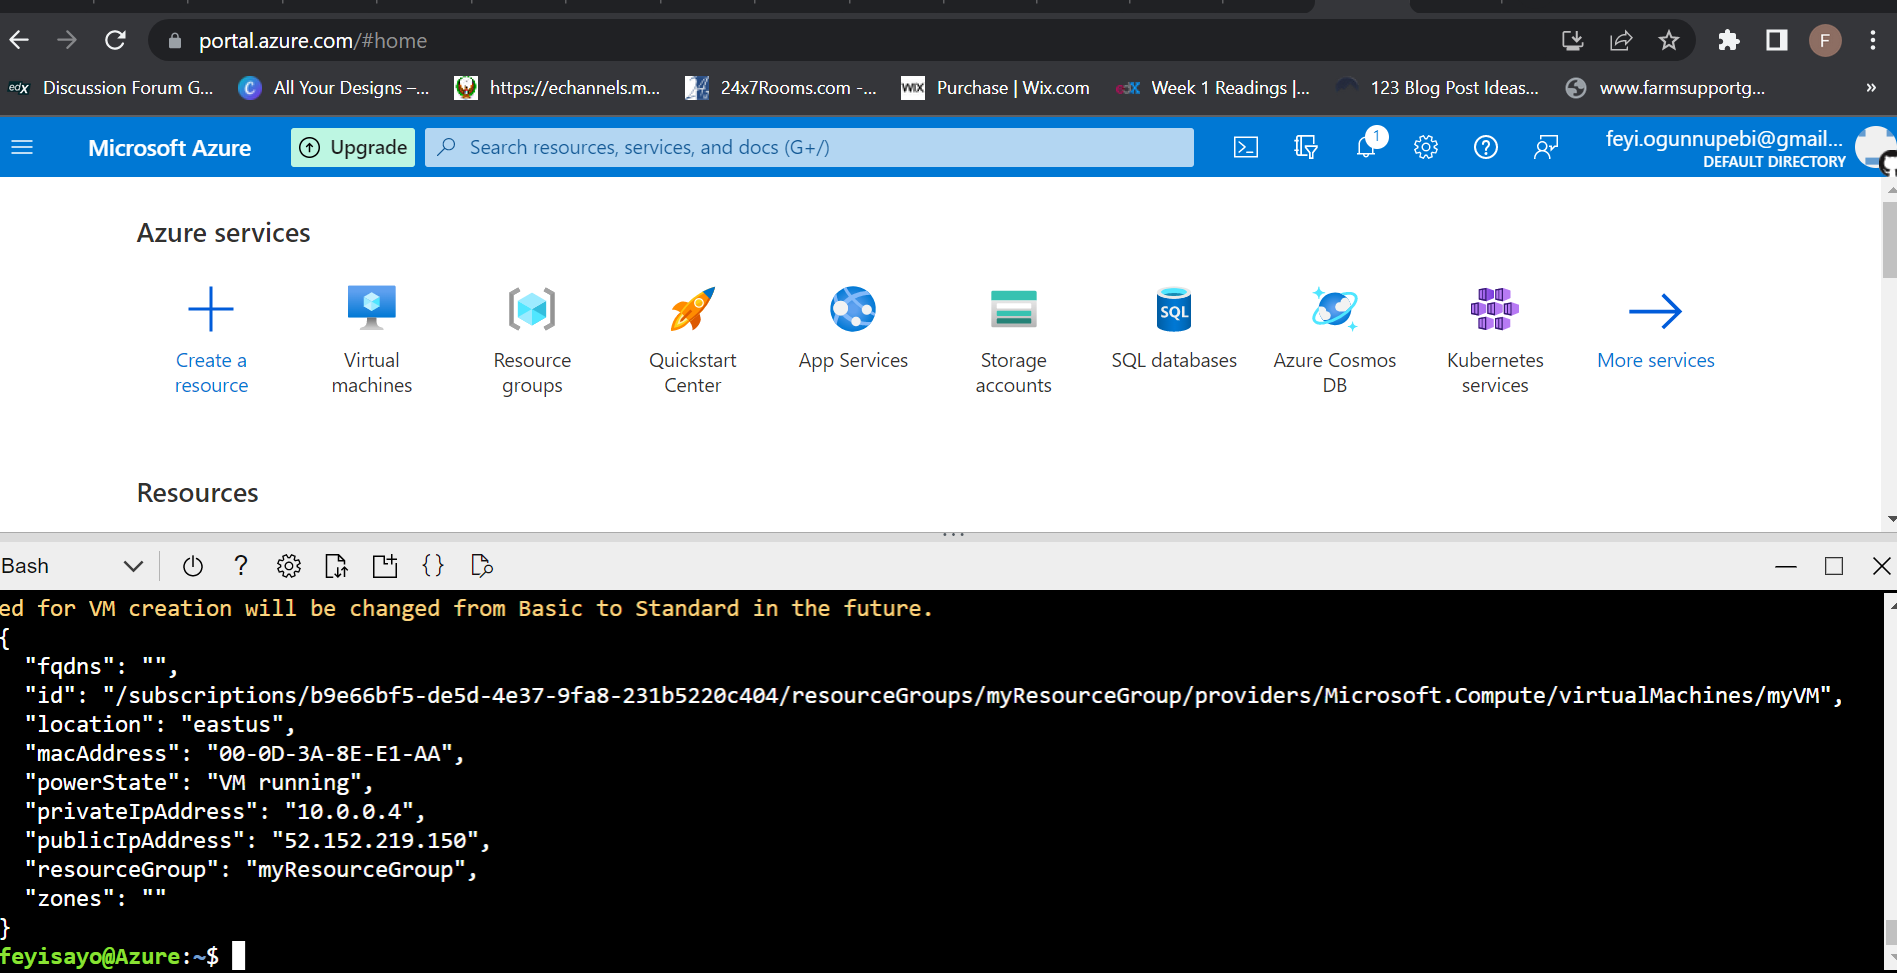 portal.azure.com/#home
F
edX Discussion Forum G... C All Your Designs –... https://echannels.m... 24x7Rooms.com -... WIX Purchase | Wix.com Week 1 Readings |... 123 Blog Post Ideas... www.farmsupportg... »
Microsoft Azure Upgrade Search resources, services, and docs (G+/) 1 feyi.ogunnupebi@gmail...
DEFAULT DIRECTORY
Azure services
Create a resource
Virtual machines
Resource groups
Quickstart Center
App Services
Storage accounts
SQL
SQL databases
Azure Cosmos DB
Kubernetes services
More services
Resources
Bash
ed for VM creation will be changed from Basic to Standard in the future.
{
"fqdns": "",
"id": "/subscriptions/b9e66bf5-de5d-4e37-9fa8-231b5220c404/resourceGroups/myResourceGroup/providers/Microsoft.Compute/virtualMachines/myVM",
"location": "eastus",
"macAddress": "00-0D-3A-8E-E1-AA",
"powerState": "VM running",
"privateIpAddress": "10.0.0.4",
"publicIpAddress": "52.152.219.150",
"resourceGroup": "myResourceGroup",
"zones": ""
}
feyisayo@Azure:~$